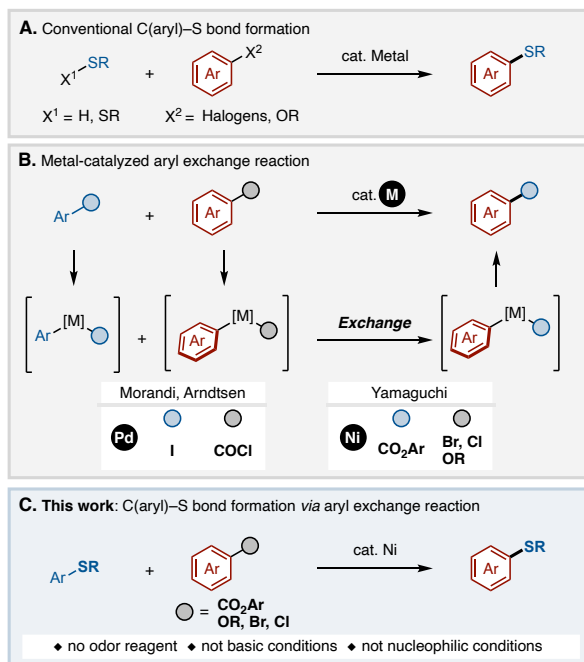 A. Conventional C(aryl)–S bond formation
X¹ SR + Ar X² cat. Metal Ar SR
X¹ = H, SR X² = Halogens, OR
B. Metal-catalyzed aryl exchange reaction
Ar + Ar cat. M Ar
Ar [M] + Ar [M] Exchange Ar [M]
Morandi, Arndtsen Yamaguchi
Pd I COCl Ni CO₂Ar Br, Cl
OR
C. This work: C(aryl)–S bond formation via aryl exchange reaction
Ar SR + Ar cat. Ni Ar SR
= CO₂Ar
OR, Br, Cl
◆ no odor reagent ◆ not basic conditions ◆ not nucleophilic conditions